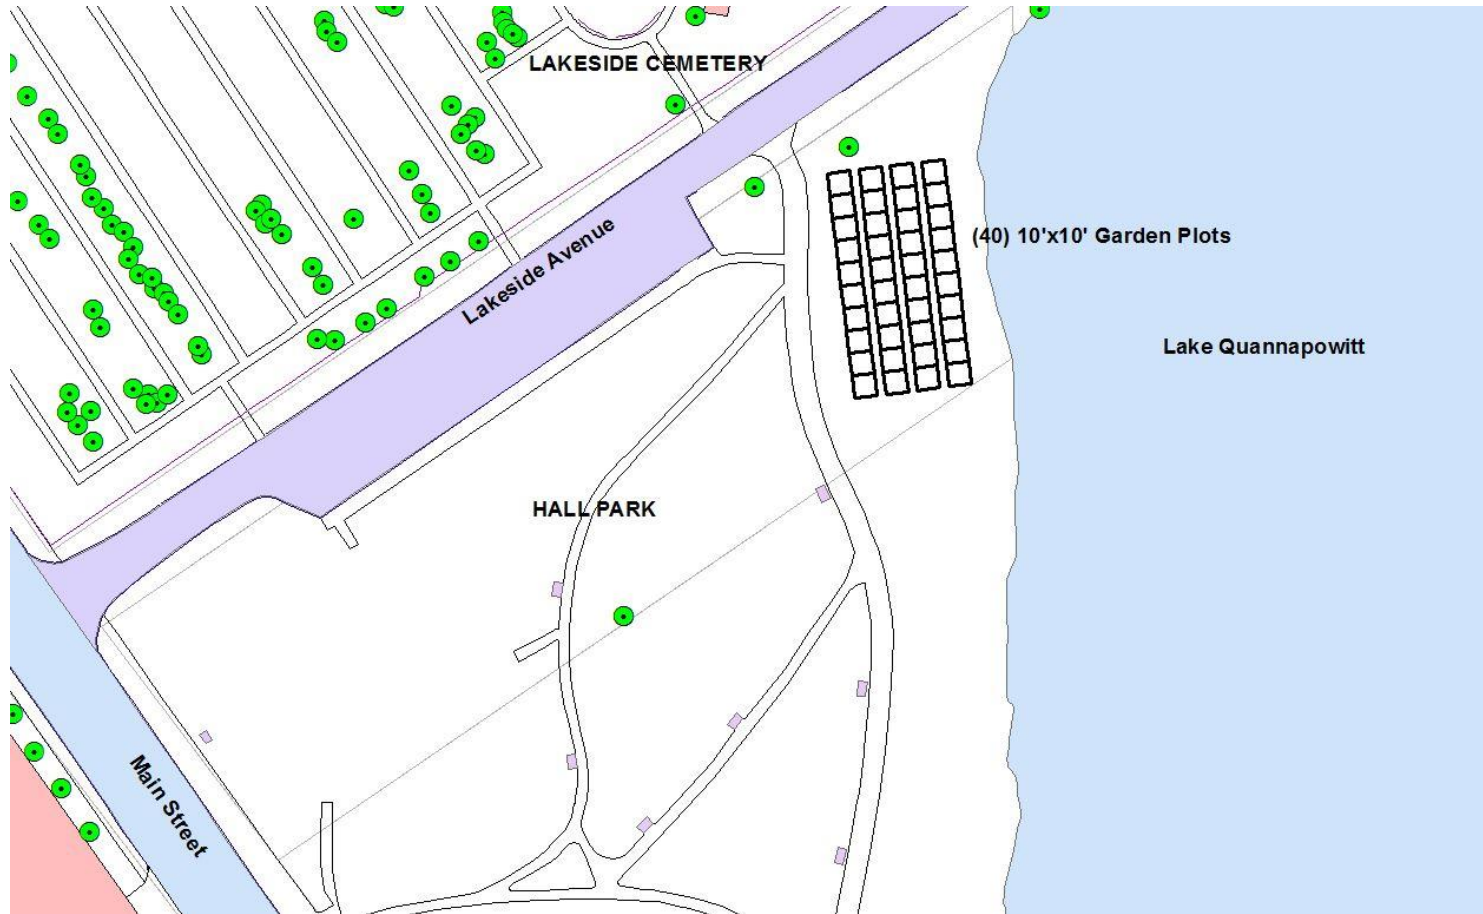 LAKESIDE CEMETERY
Lakeside Avenue
(40) 10'x10' Garden Plots
Lake Quannapowitt
HALL PARK
Main Street